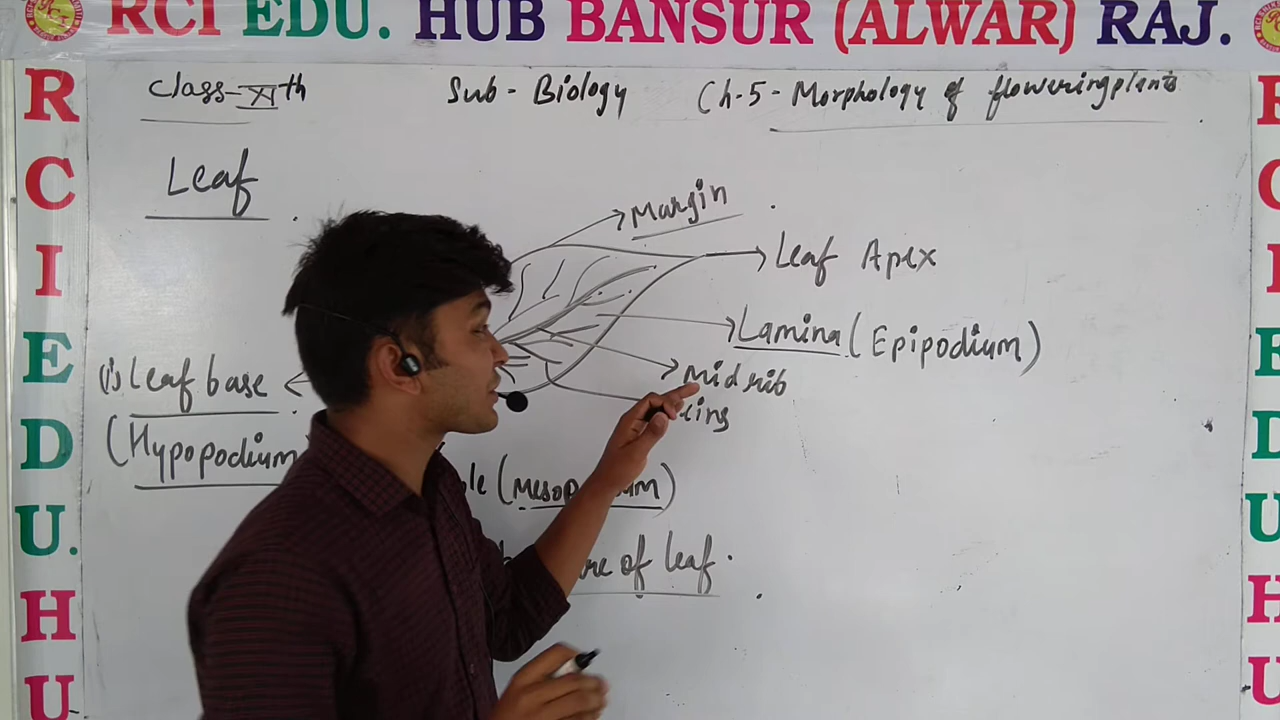 RCI EDU. HUB BANSUR (ALWAR) RAJ.
R
C
I
E
D
U.
H
U
Class-XIth
Sub - Biology
Ch-5 - Morphology of floweringplants
Leaf
Margin
Leaf Apex
Lamina (Epipodium)
Midrib
(i) Leaf base
(Hypopodium
of leaf.